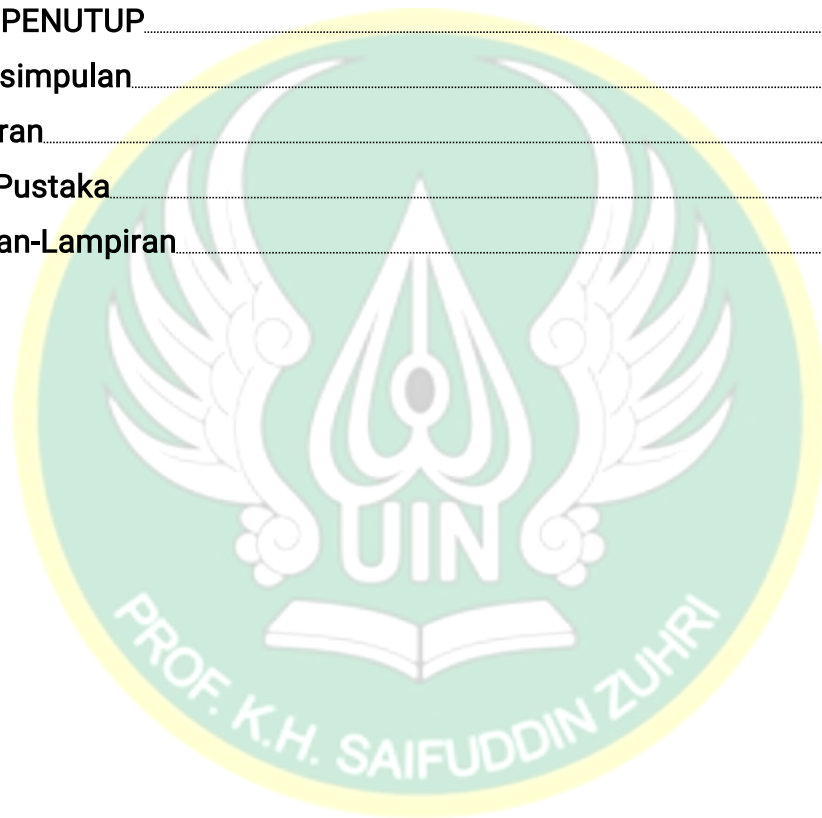 PENUTUP
simpulan
ran
Pustaka
an-Lampiran
UIN
PROF. K.H. SAIFUDDIN ZUHRI